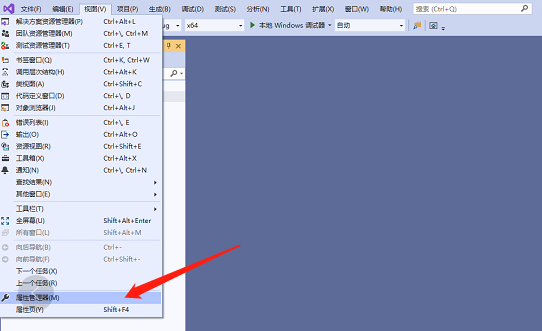 文件(F) 编辑(E) 视图(V) 项目(P) 生成(B) 调试(D) 测试(S) 分析(N) 工具(T) 扩展(X) 窗口(W) 帮助(H) 搜索 (Ctrl+Q)
解决方案资源管理器(P) Ctrl+Alt+L
ug x64 本地 Windows 调试器 自动
团队资源管理器(M) Ctrl+\, Ctrl+M
测试资源管理器(T) Ctrl+E, T
书签窗口(Q) Ctrl+K, Ctrl+W
调用层次结构(H) Ctrl+Alt+K
类视图(A) Ctrl+Shift+C
代码定义窗口(D) Ctrl+\, D
对象浏览器(J) Ctrl+Alt+J
错误列表(I) Ctrl+\, E
输出(O) Ctrl+Alt+O
资源视图(R) Ctrl+Shift+E
工具箱(X) Ctrl+Alt+X
通知(N) Ctrl+\, Ctrl+N
查找结果(N)
其他窗口(E)
工具栏(T)
全屏幕(U) Shift+Alt+Enter
所有窗口(L) Shift+Alt+M
向后导航(B) Ctrl+-
向前导航(F) Ctrl+Shift+-
下一个任务(X)
上一个任务(R)
属性管理器(M)
属性页(Y) Shift+F4